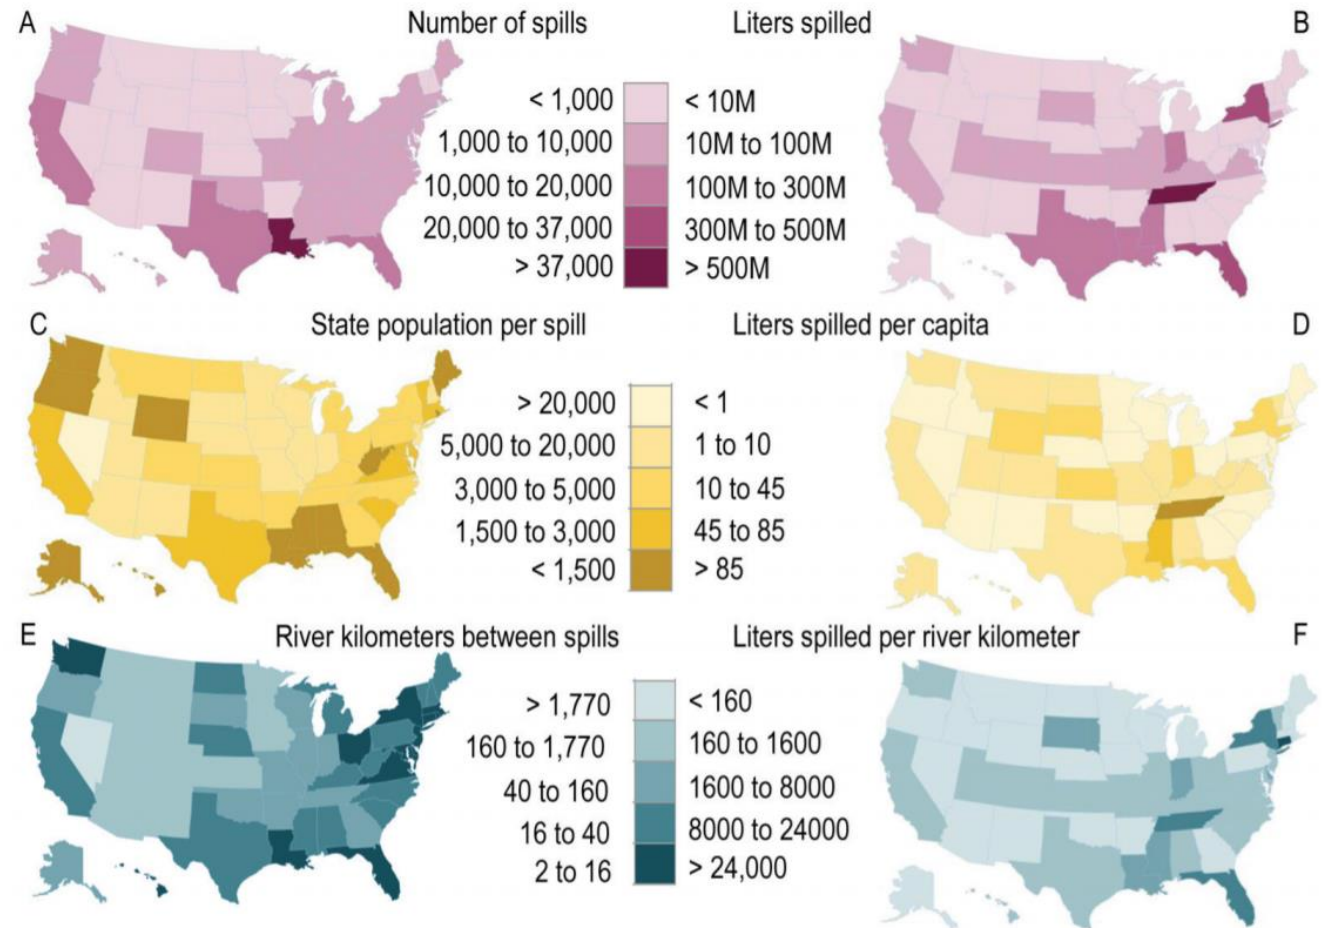 A
Number of spills
Liters spilled
B
< 1,000
< 10M
1,000 to 10,000
10M to 100M
10,000 to 20,000
100M to 300M
20,000 to 37,000
300M to 500M
> 37,000
> 500M
C
State population per spill
Liters spilled per capita
D
> 20,000
< 1
5,000 to 20,000
1 to 10
3,000 to 5,000
10 to 45
1,500 to 3,000
45 to 85
< 1,500
> 85
E
River kilometers between spills
Liters spilled per river kilometer
F
> 1,770
< 160
160 to 1,770
160 to 1600
40 to 160
1600 to 8000
16 to 40
8000 to 24000
2 to 16
> 24,000